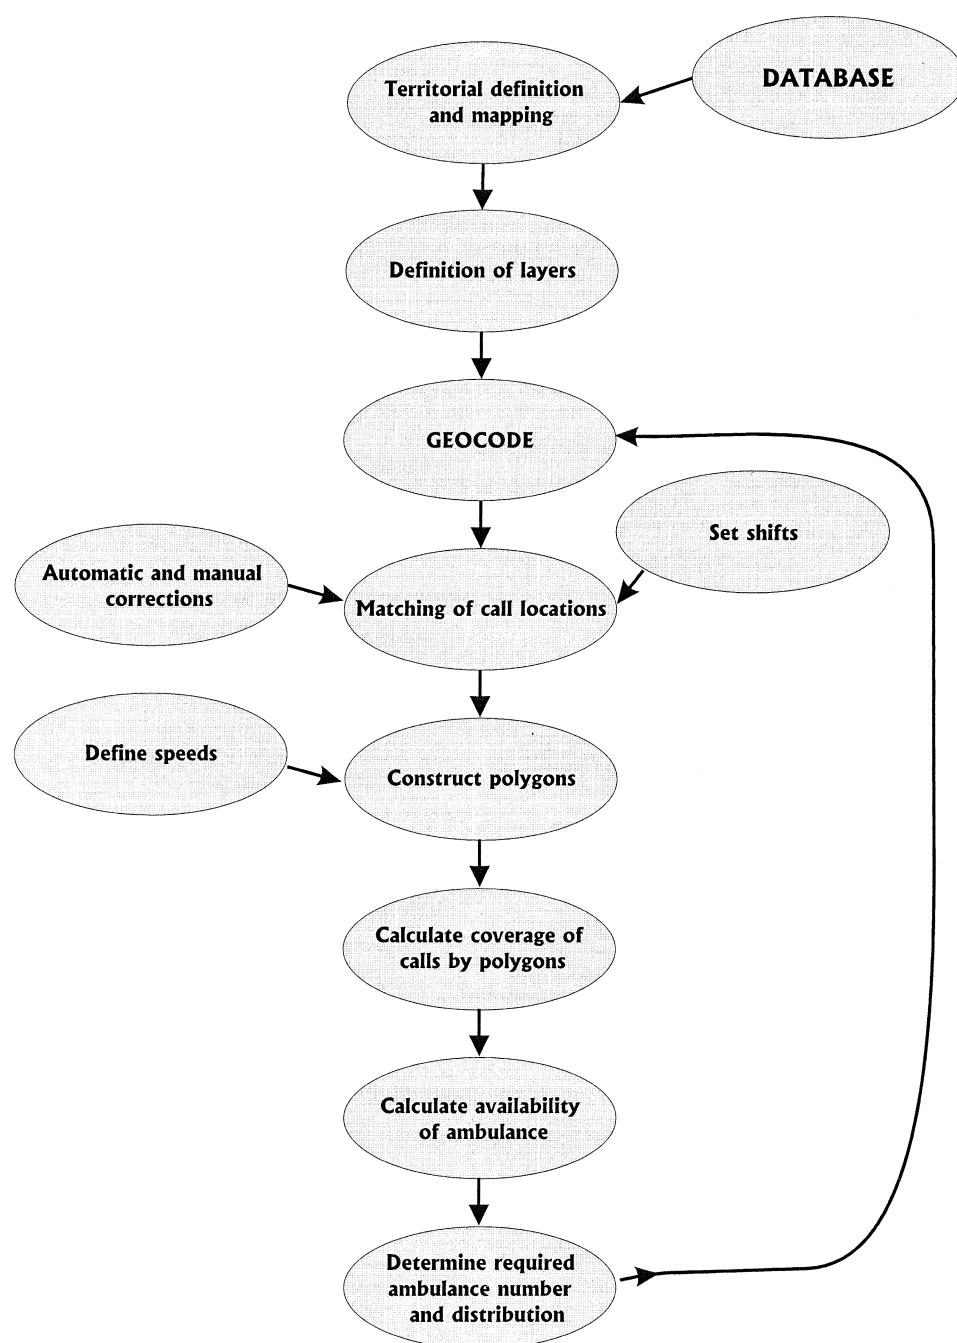 DATABASE
Territorial definition
and mapping
Definition of layers
GEOCODE
Set shifts
Automatic and manual
corrections
Matching of call locations
Define speeds
Construct polygons
Calculate coverage of
calls by polygons
Calculate availability
of ambulance
Determine required
ambulance number
and distribution